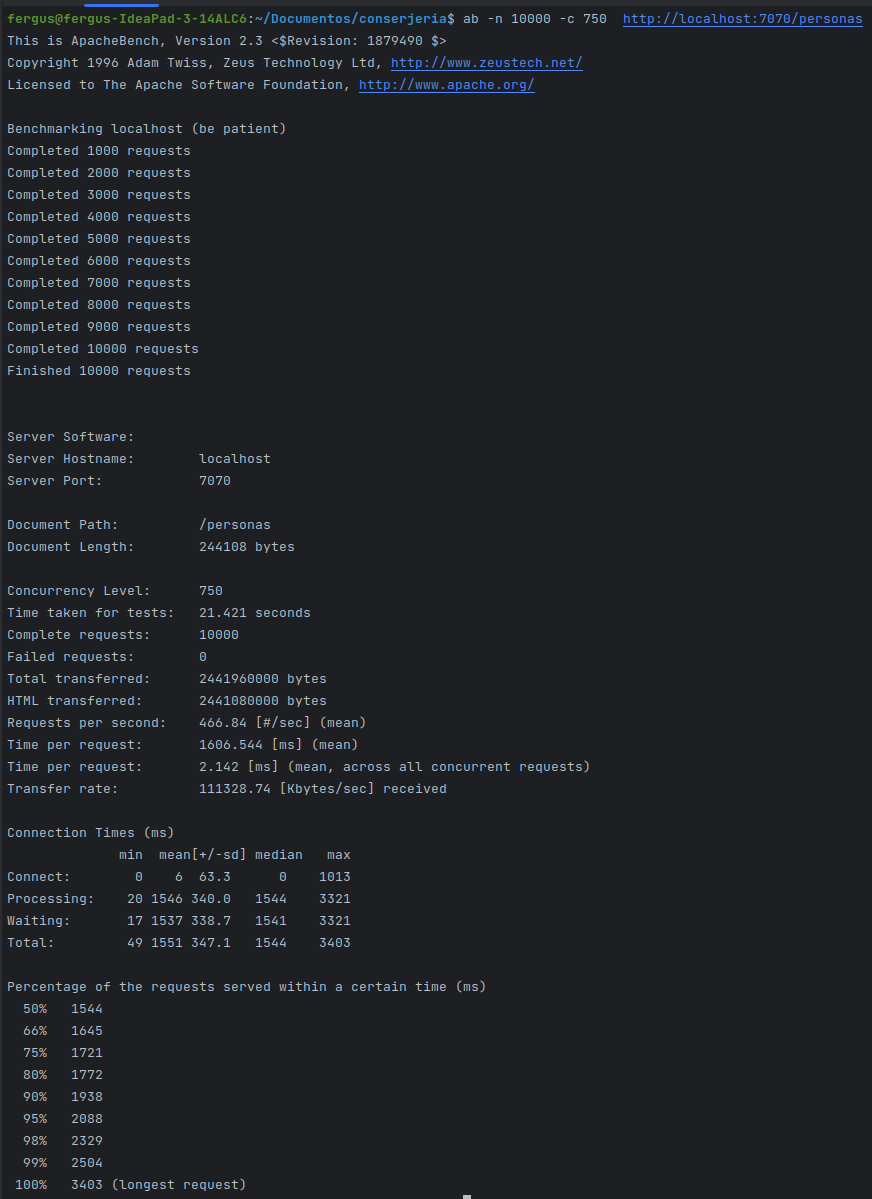 fergus@fergus-IdeaPad-3-14ALC6:~/Documentos/conserjeria$ ab -n 10000 -c 750  http://localhost:7070/personas
This is ApacheBench, Version 2.3 <$Revision: 1879490 $>
Copyright 1996 Adam Twiss, Zeus Technology Ltd, http://www.zeustech.net/
Licensed to The Apache Software Foundation, http://www.apache.org/

Benchmarking localhost (be patient)
Completed 1000 requests
Completed 2000 requests
Completed 3000 requests
Completed 4000 requests
Completed 5000 requests
Completed 6000 requests
Completed 7000 requests
Completed 8000 requests
Completed 9000 requests
Completed 10000 requests
Finished 10000 requests


Server Software:
Server Hostname:        localhost
Server Port:            7070

Document Path:          /personas
Document Length:        244108 bytes

Concurrency Level:      750
Time taken for tests:   21.421 seconds
Complete requests:      10000
Failed requests:        0
Total transferred:      2441960000 bytes
HTML transferred:       2441080000 bytes
Requests per second:    466.84 [#/sec] (mean)
Time per request:       1606.544 [ms] (mean)
Time per request:       2.142 [ms] (mean, across all concurrent requests)
Transfer rate:          111328.74 [Kbytes/sec] received

Connection Times (ms)
              min  mean[+/-sd] median   max
Connect:        0    6  63.3      0    1013
Processing:    20 1546 340.0   1544    3321
Waiting:       17 1537 338.7   1541    3321
Total:         49 1551 347.1   1544    3403

Percentage of the requests served within a certain time (ms)
  50%   1544
  66%   1645
  75%   1721
  80%   1772
  90%   1938
  95%   2088
  98%   2329
  99%   2504
 100%   3403 (longest request)